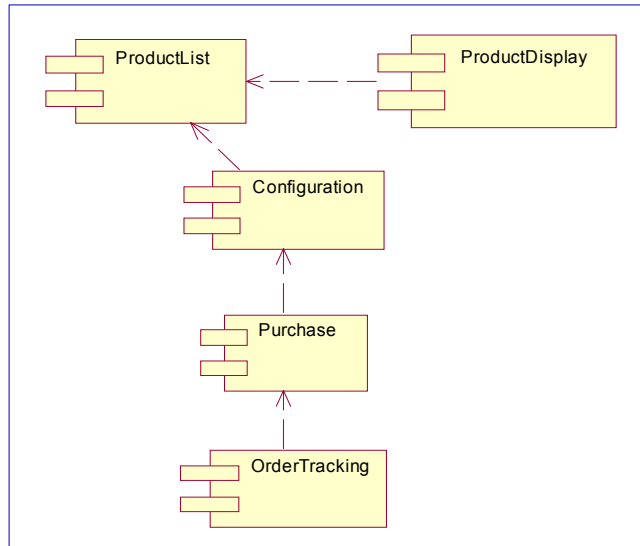 ProductList
ProductDisplay
Configuration
Purchase
OrderTracking